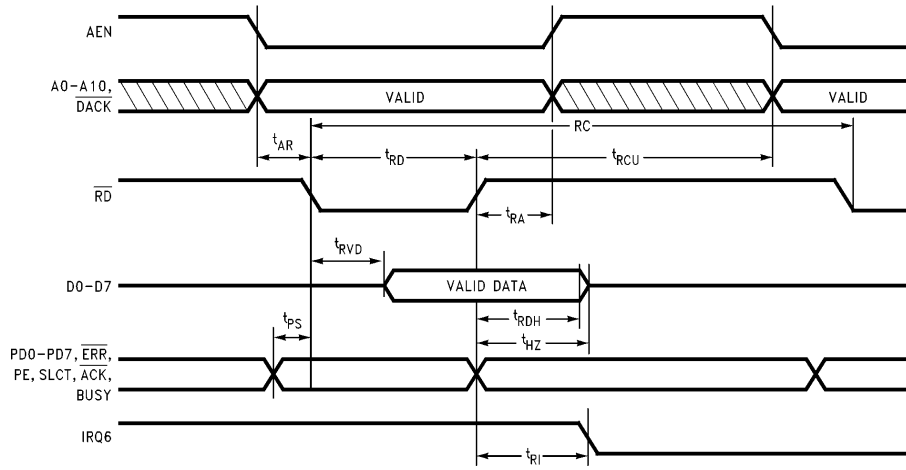 AEN
A0-A10,
DACK
VALID
VALID
RC
tAR
tRD
tRCU
RD
tRA
tRVD
D0-D7
VALID DATA
tRDH
tHZ
tPS
PD0-PD7, ERR,
PE, SLCT, ACK,
BUSY
IRQ6
tRI